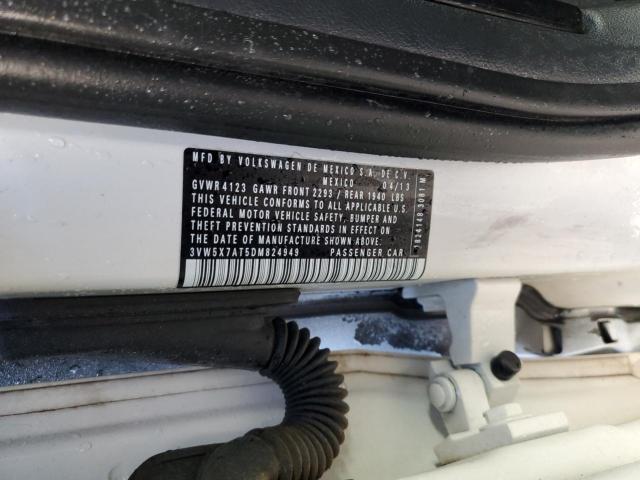 MFD BY VOLKSWAGEN DE MEXICO S.A. DE C.V.
MEXICO 04/13
GVWR 4123 GAWR FRONT 2293 / REAR 1940 LBS
THIS VEHICLE CONFORMS TO ALL APPLICABLE U.S.
FEDERAL MOTOR VEHICLE SAFETY, BUMPER AND
THEFT PREVENTION STANDARDS IN EFFECT ON THE
DATE OF MANUFACTURE SHOWN ABOVE.
3VW5X7AT5DM824949 PASSENGER CAR
3824148 3081 M